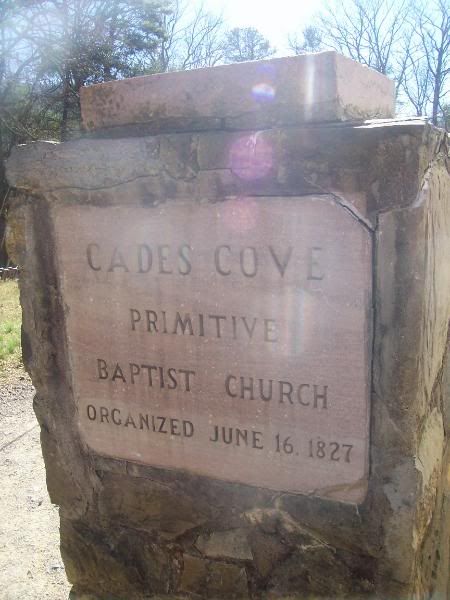 CADES COVE
PRIMITIVE
BAPTIST CHURCH
ORGANIZED JUNE 16. 1827